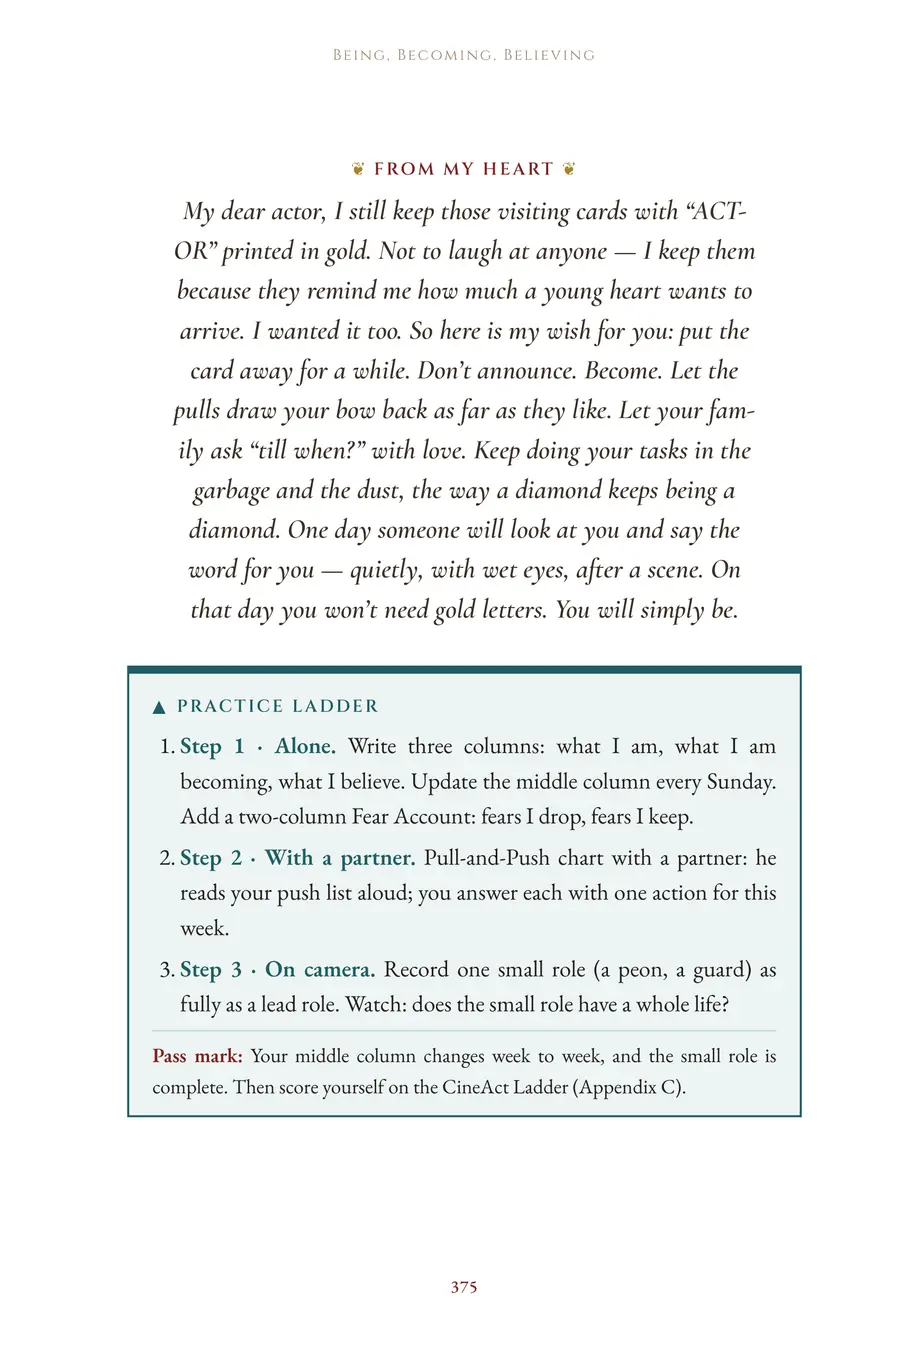 Being, Becoming, Believing
❦ FROM MY HEART ❦
My dear actor, I still keep those visiting cards with “ACT-
OR” printed in gold. Not to laugh at anyone — I keep them
because they remind me how much a young heart wants to
arrive. I wanted it too. So here is my wish for you: put the
card away for a while. Don’t announce. Become. Let the
pulls draw your bow back as far as they like. Let your fam-
ily ask “till when?” with love. Keep doing your tasks in the
garbage and the dust, the way a diamond keeps being a
diamond. One day someone will look at you and say the
word for you — quietly, with wet eyes, after a scene. On
that day you won’t need gold letters. You will simply be.
▲ PRACTICE LADDER
1. Step 1 · Alone. Write three columns: what I am, what I am
becoming, what I believe. Update the middle column every Sunday.
Add a two-column Fear Account: fears I drop, fears I keep.
2. Step 2 · With a partner. Pull-and-Push chart with a partner: he
reads your push list aloud; you answer each with one action for this
week.
3. Step 3 · On camera. Record one small role (a peon, a guard) as
fully as a lead role. Watch: does the small role have a whole life?
Pass mark: Your middle column changes week to week, and the small role is
complete. Then score yourself on the CineAct Ladder (Appendix C).
375